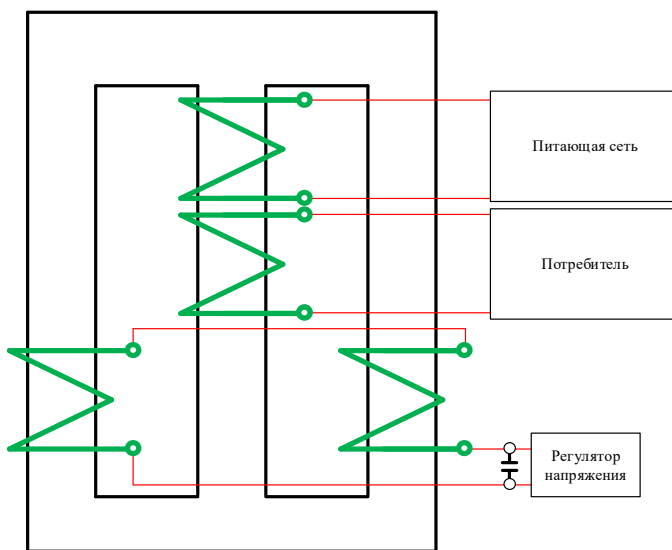 Питающая сеть
Потребитель
Регулятор
напряжения